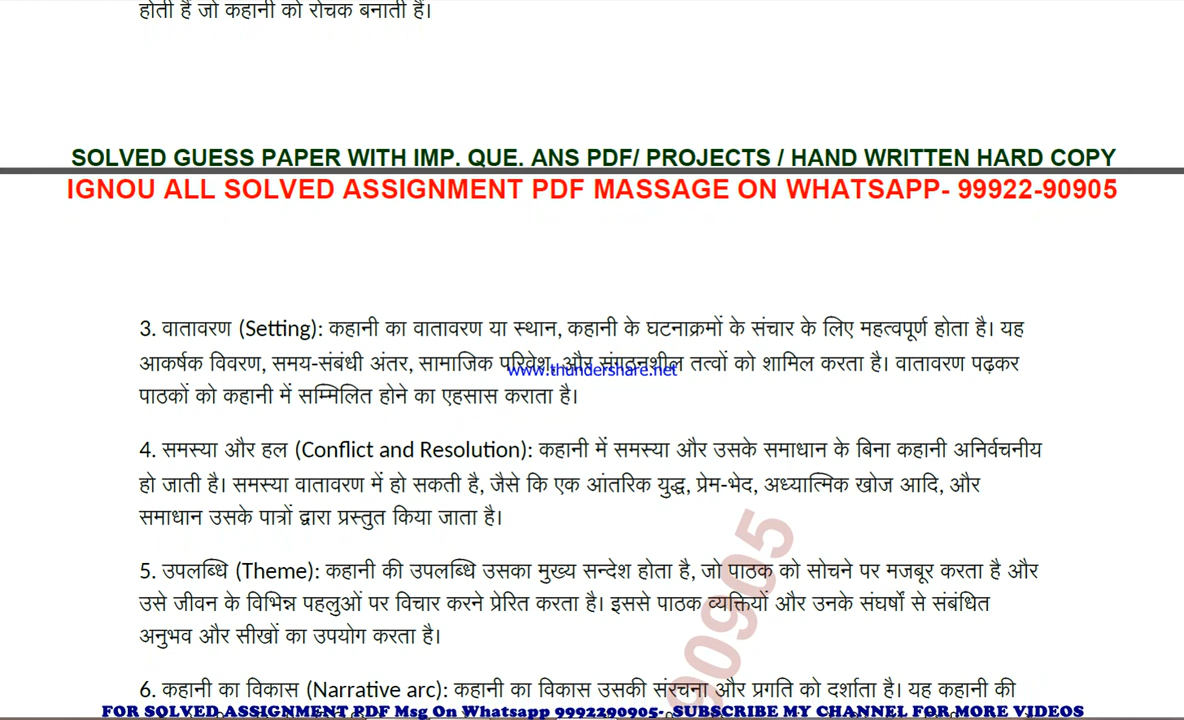 होती हैं जो कहानी को रोचक बनाती हैं।
SOLVED GUESS PAPER WITH IMP. QUE. ANS PDF/ PROJECTS / HAND WRITTEN HARD COPY
IGNOU ALL SOLVED ASSIGNMENT PDF MASSAGE ON WHATSAPP- 99922-90905
3. वातावरण (Setting): कहानी का वातावरण या स्थान, कहानी के घटनाक्रमों के संचार के लिए महत्वपूर्ण होता है। यह
आकर्षक विवरण, समय-संबंधी अंतर, सामाजिक परिवेश, और संगठनशील तत्वों को शामिल करता है। वातावरण पढ़कर
www.thundershare.net
पाठकों को कहानी में सम्मिलित होने का एहसास कराता है।
4. समस्या और हल (Conflict and Resolution): कहानी में समस्या और उसके समाधान के बिना कहानी अनिर्वचनीय
हो जाती है। समस्या वातावरण में हो सकती है, जैसे कि एक आंतरिक युद्ध, प्रेम-भेद, अध्यात्मिक खोज आदि, और
समाधान उसके पात्रों द्वारा प्रस्तुत किया जाता है।
5. उपलब्धि (Theme): कहानी की उपलब्धि उसका मुख्य सन्देश होता है, जो पाठक को सोचने पर मजबूर करता है और
उसे जीवन के विभिन्न पहलुओं पर विचार करने प्रेरित करता है। इससे पाठक व्यक्तियों और उनके संघर्षों से संबंधित
अनुभव और सीखों का उपयोग करता है।
90905
6. कहानी का विकास (Narrative arc): कहानी का विकास उसकी संरचना और प्रगति को दर्शाता है। यह कहानी की
FOR SOLVED ASSIGNMENT PDF Msg On Whatsapp 9992290905- SUBSCRIBE MY CHANNEL FOR MORE VIDEOS